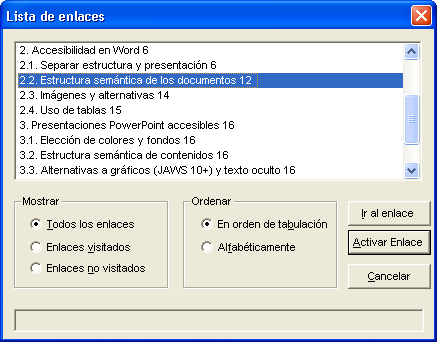 Lista de enlaces
2. Accesibilidad en Word 6
2.1. Separar estructura y presentación 6
2.2. Estructura semántica de los documentos 12
2.3. Imágenes y alternativas 14
2.4. Uso de tablas 15
3. Presentaciones PowerPoint accesibles 16
3.1. Elección de colores y fondos 16
3.2. Estructura semántica de contenidos 16
3.3. Alternativas a gráficos (JAWS 10+) y texto oculto 16
Mostrar
Todos los enlaces
Enlaces visitados
Enlaces no visitados
Ordenar
En orden de tabulación
Alfabéticamente
Ir al enlace
Activar Enlace
Cancelar